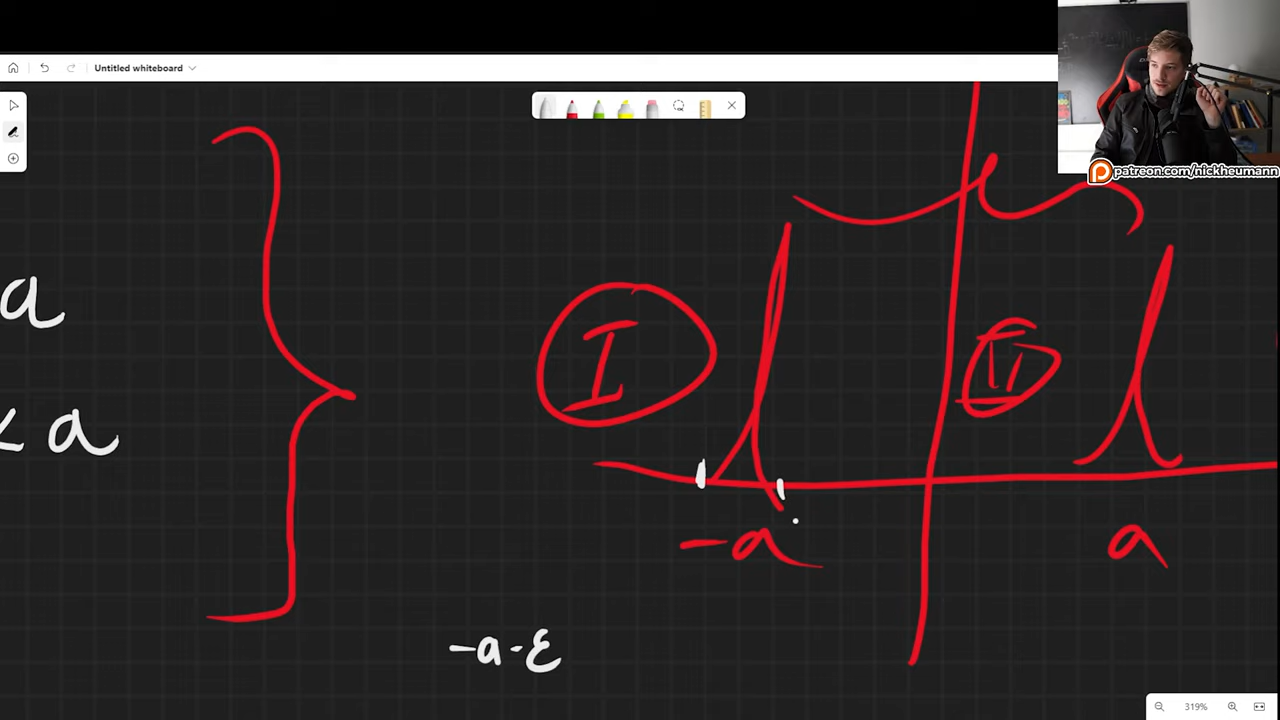 Untitled whiteboard
patreon.com/nickheumann
a
< a
I
II
-a
a
-a-ε
319%